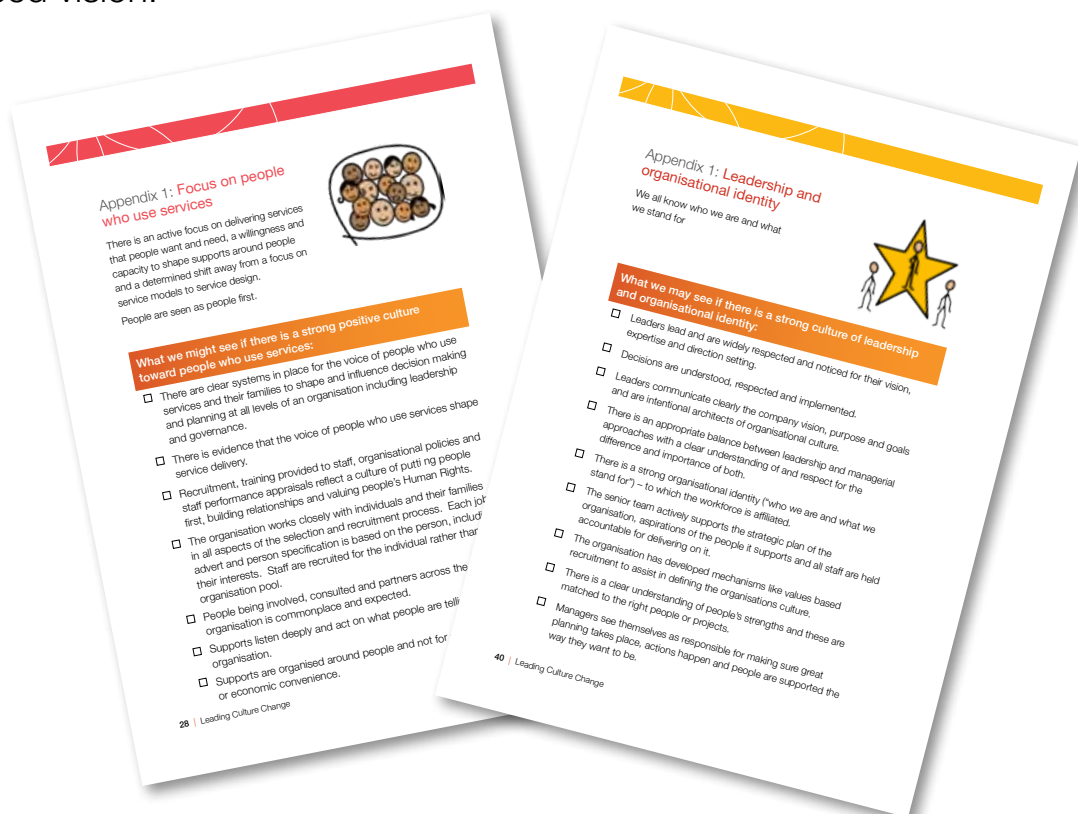 vision.
Appendix 1: Focus on people
who use services
There is an active focus on delivering services
that people want and need, a willingness and
capacity to shape supports around people
and a determined shift away from a focus on
service models to service design.
People are seen as people first.
What we might see if there is a strong positive culture
toward people who use services:
There are clear systems in place for the voice of people who use
services and their families to shape and influence decision making
and planning at all levels of an organisation including leadership
and governance.
There is evidence that the voice of people who use services shape
service delivery.
Recruitment, training provided to staff, organisational policies and
staff performance appraisals reflect a culture of putti ng people
first, building relationships and valuing people's Human Rights.
The organisation works closely with individuals and their families
in all aspects of the selection and recruitment process. Each
advert and person specification is based on the person,
their interests. Staff are recruited for the individual rather
organisation pool.
People being involved, consulted and partners across the
organisation is commonplace and expected.
Supports listen deeply and act on what people are
organisation.
Supports are organised around people and not for
or economic convenience.
28 | Leading Culture Change
Appendix 1: Leadership and
organisational identity
We all know who we are and what
we stand for
What we may see if there is a strong culture of leadership
and organisational identity:
Leaders lead and are widely respected and noticed for their vision,
expertise and direction setting.
Decisions are understood, respected and implemented.
Leaders communicate clearly the company vision, purpose and goals
and are intentional architects of organisational culture.
There is an appropriate balance between leadership and managerial
approaches with a clear understanding of and respect for the
difference and importance of both.
There is a strong organisational identity ("who we are and what we
stand for") – to which the workforce is affiliated.
The senior team actively supports the strategic plan of the
organisation, aspirations of the people it supports and all staff are held
accountable for delivering on it.
The organisation has developed mechanisms like values based
recruitment to assist in defining the organisations culture.
There is a clear understanding of people's strengths and these are
matched to the right people or projects.
Managers see themselves as responsible for making sure great
planning takes place, actions happen and people are supported the
way they want to be.
40 | Leading Culture Change